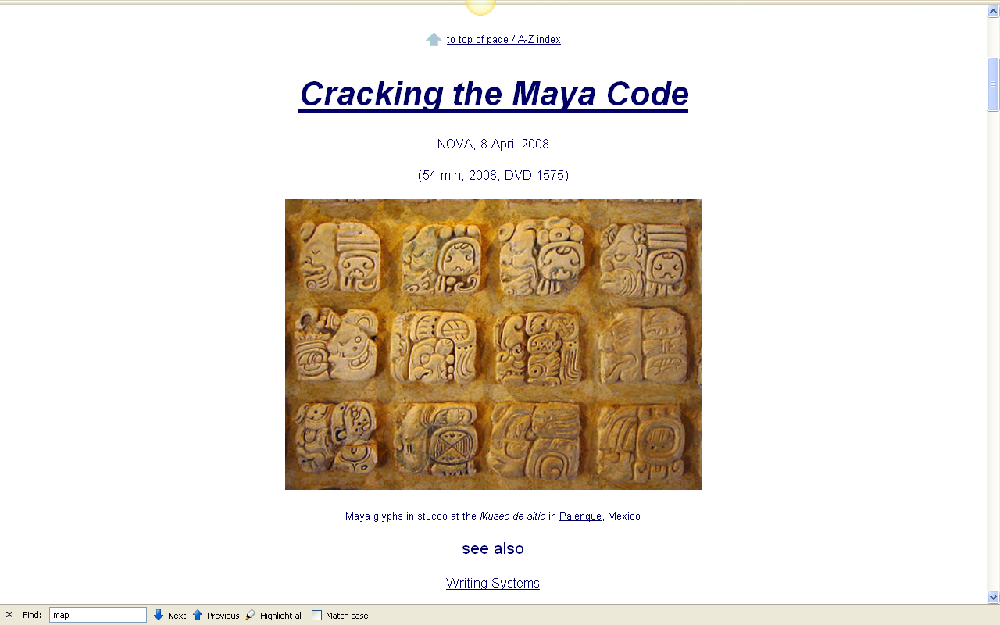 to top of page / A-Z index
Cracking the Maya Code
NOVA, 8 April 2008
(54 min, 2008, DVD 1575)
Maya glyphs in stucco at the Museo de sitio in Palenque, Mexico
see also
Writing Systems
Find: map Next Previous Highlight all Match case